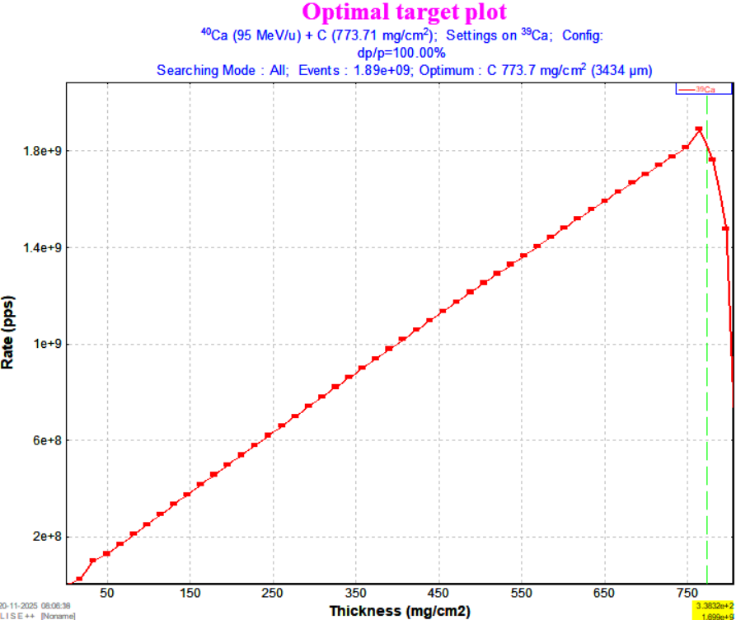 Optimal target plot
⁴⁰Ca (95 MeV/u) + C (773.71 mg/cm²); Settings on ³⁹Ca; Config:
dp/p=100.00%
Searching Mode : All; Events : 1.89e+09; Optimum : C 773.7 mg/cm² (3434 µm)
³⁹Ca
1.8e+9
1.4e+9
1e+9
6e+8
2e+8
Rate (pps)
50 150 250 350 450 550 650 750
Thickness (mg/cm2)
20-11-2025 08:06:36
L I S E ++ [Noname]
3.3832e+2
1.899e+9